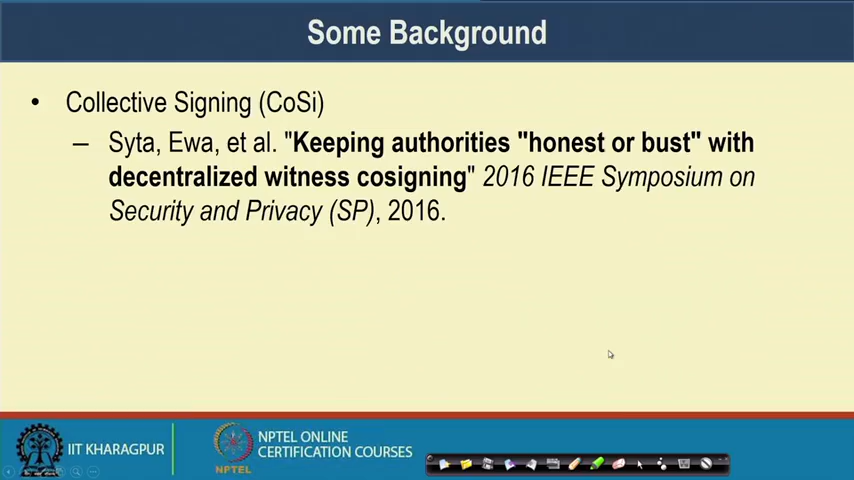 Some Background
• Collective Signing (CoSi)
– Syta, Ewa, et al. "Keeping authorities "honest or bust" with
decentralized witness cosigning" 2016 IEEE Symposium on
Security and Privacy (SP), 2016.
IIT KHARAGPUR
NPTEL
NPTEL ONLINE
CERTIFICATION COURSES